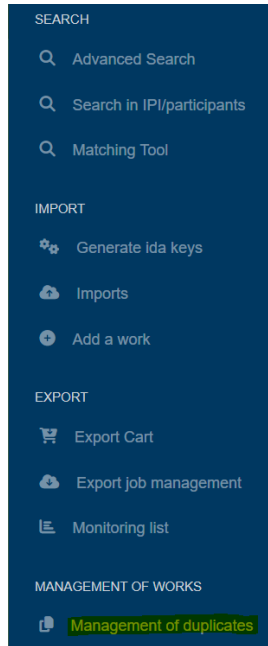 SEARCH
Advanced Search
Search in IPI/participants
Matching Tool
IMPORT
Generate ida keys
Imports
Add a work
EXPORT
Export Cart
Export job management
Monitoring list
MANAGEMENT OF WORKS
Management of duplicates